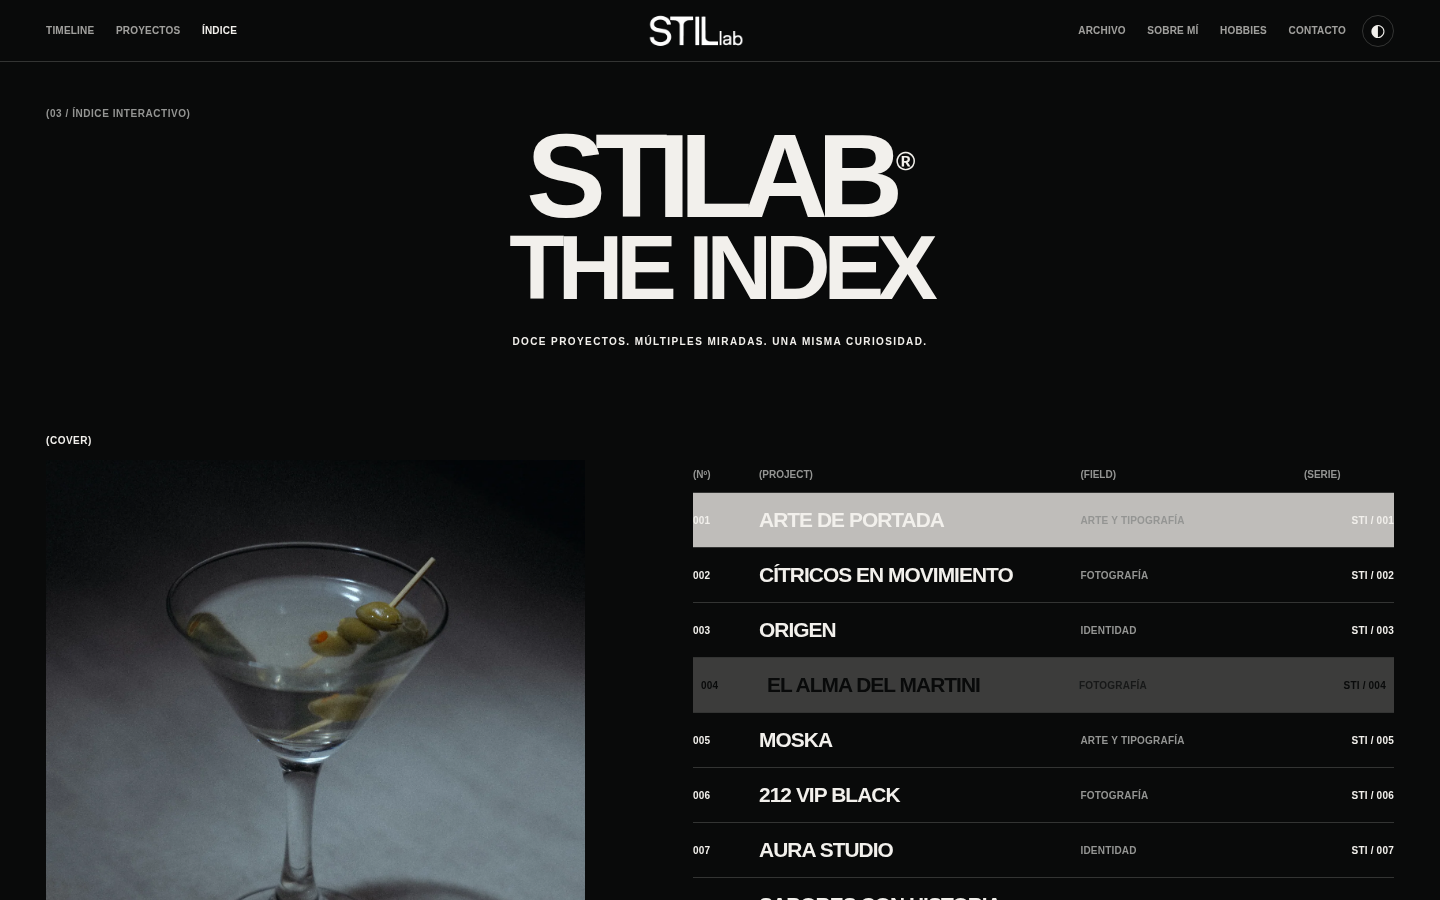 TIMELINE PROYECTOS ÍNDICE STILlab ARCHIVO SOBRE MÍ HOBBIES CONTACTO
(03 / ÍNDICE INTERACTIVO)
STILAB®
THE INDEX
DOCE PROYECTOS. MÚLTIPLES MIRADAS. UNA MISMA CURIOSIDAD.
(COVER)
(Nº) (PROJECT) (FIELD) (SERIE)
001 ARTE DE PORTADA ARTE Y TIPOGRAFÍA STI / 001
002 CÍTRICOS EN MOVIMIENTO FOTOGRAFÍA STI / 002
003 ORIGEN IDENTIDAD STI / 003
004 EL ALMA DEL MARTINI FOTOGRAFÍA STI / 004
005 MOSKA ARTE Y TIPOGRAFÍA STI / 005
006 212 VIP BLACK FOTOGRAFÍA STI / 006
007 AURA STUDIO IDENTIDAD STI / 007